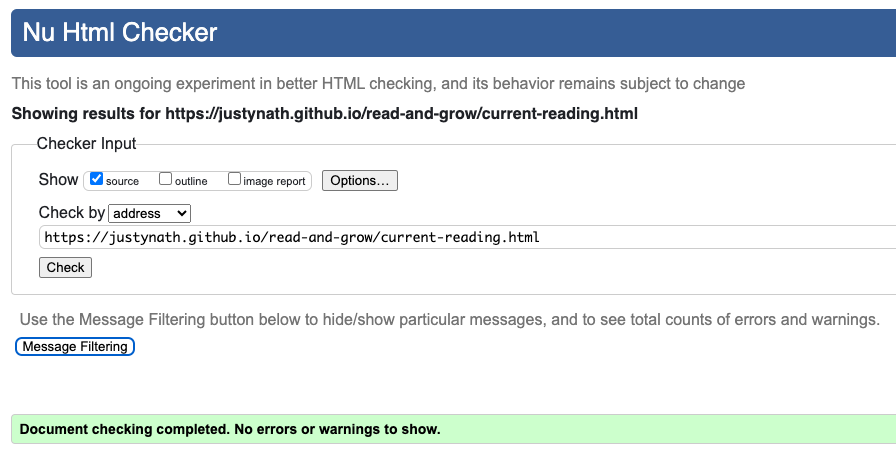 Nu Html Checker
This tool is an ongoing experiment in better HTML checking, and its behavior remains subject to change
Showing results for https://justynath.github.io/read-and-grow/current-reading.html
Checker Input
Show source outline image report Options...
Check by address
https://justynath.github.io/read-and-grow/current-reading.html
Check
Use the Message Filtering button below to hide/show particular messages, and to see total counts of errors and warnings.
Message Filtering
Document checking completed. No errors or warnings to show.